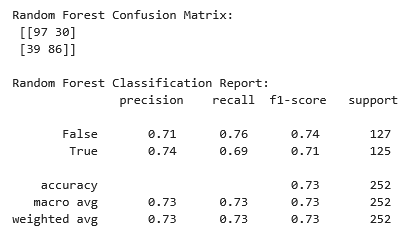 Random Forest Confusion Matrix:
[[97 30]
[39 86]]
Random Forest Classification Report:
precision recall f1-score support
False 0.71 0.76 0.74 127
True 0.74 0.69 0.71 125
accuracy 0.73 252
macro avg 0.73 0.73 0.73 252
weighted avg 0.73 0.73 0.73 252